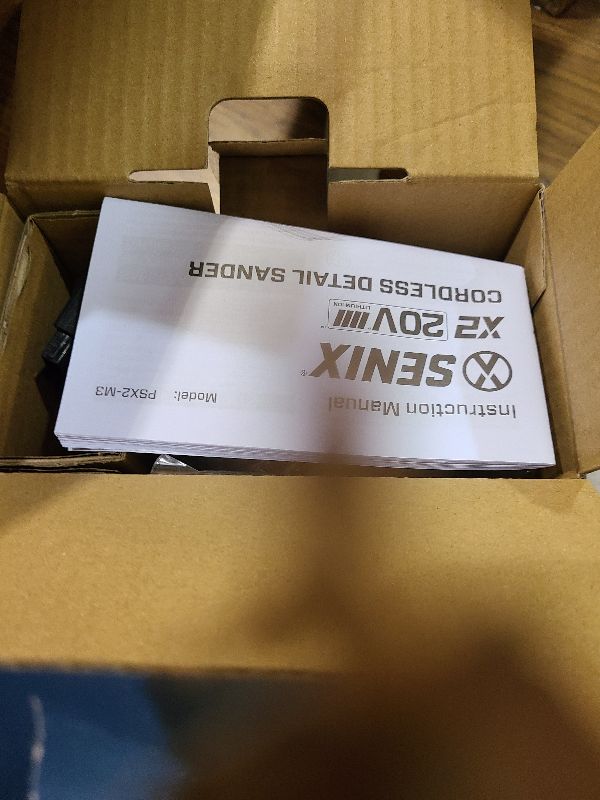 Instruction Manual Model: PSX2-M3
SENIX®
X2 20V LITHIUM ION
CORDLESS DETAIL SANDER